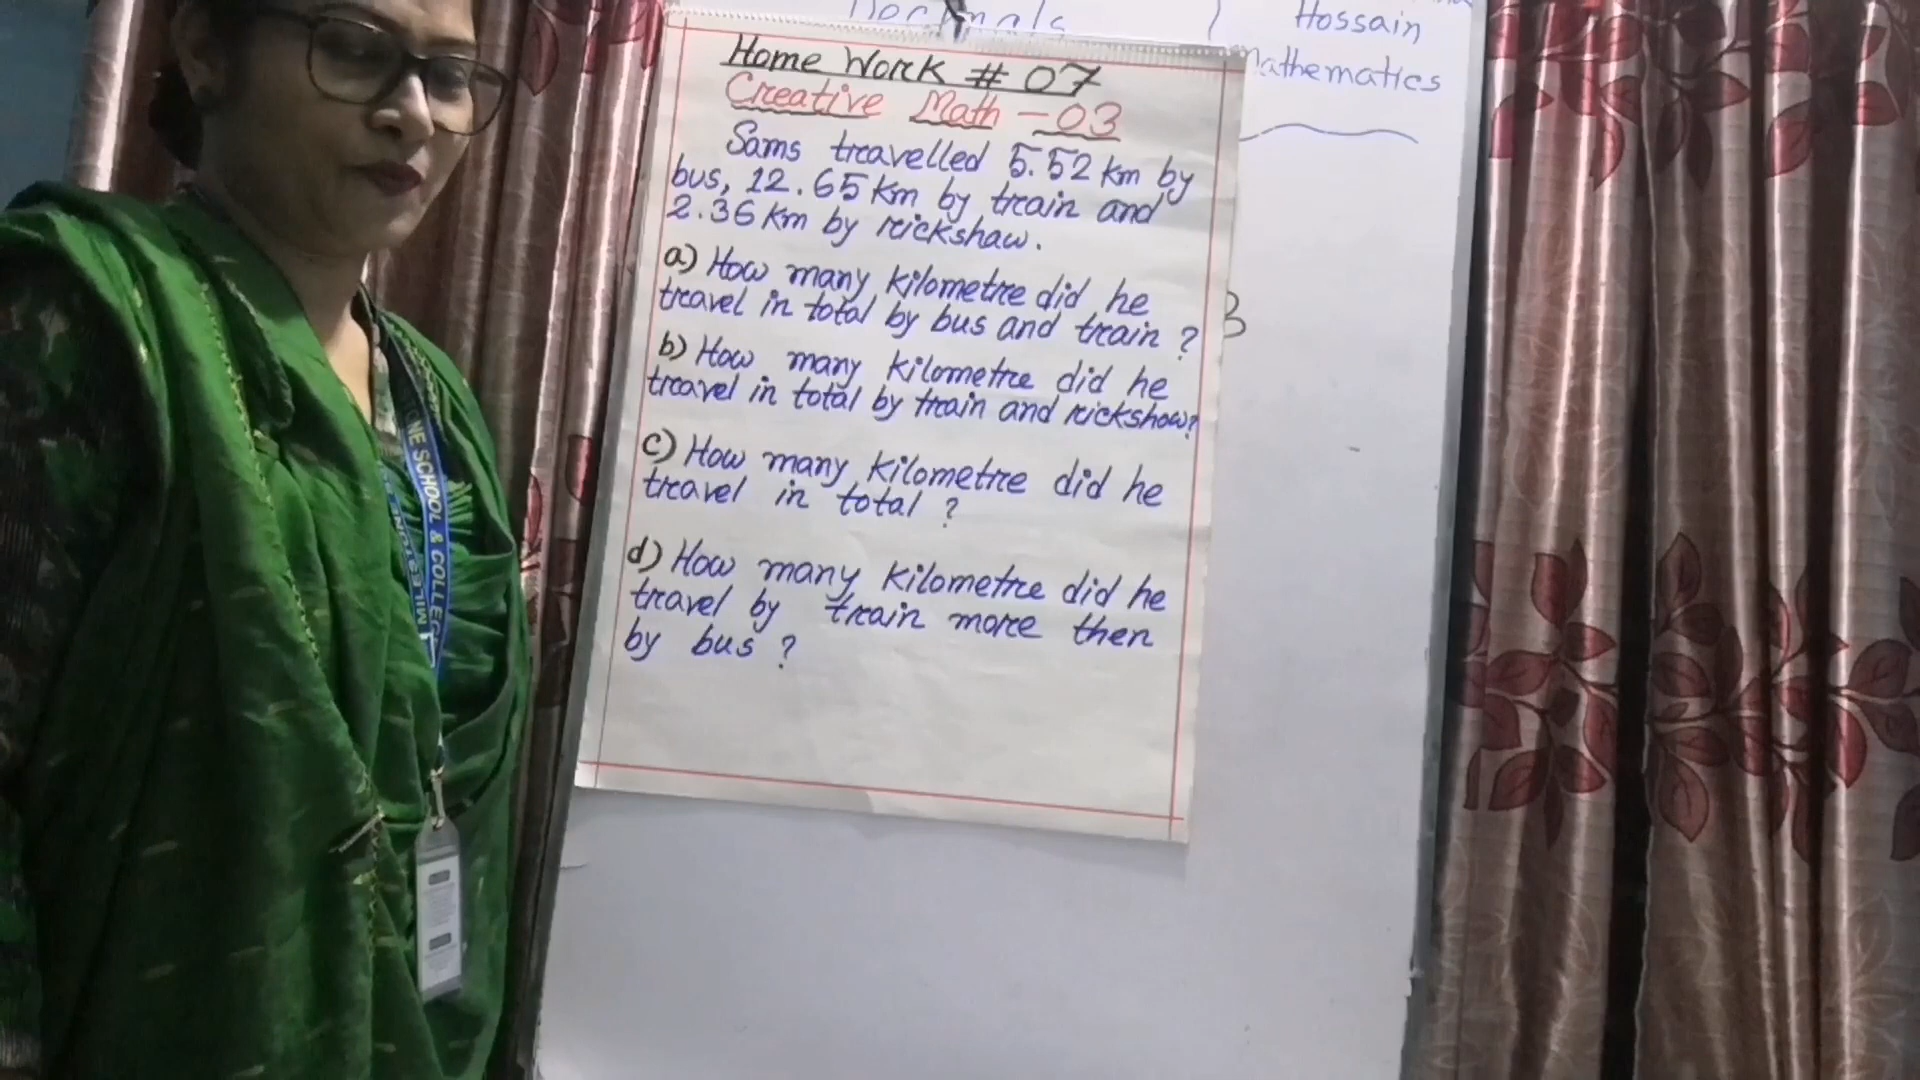 Hossain
Mathematics
Home Work # 07
Creative Math - 03
Sams travelled 5.52 km by
bus, 12.65 km by train and
2.36 km by rickshaw.
a) How many kilometre did he
travel in total by bus and train ?
b) How many kilometre did he
travel in total by train and rickshaw?
c) How many kilometre did he
travel in total ?
d) How many kilometre did he
travel by train more then
by bus ?
NE SCHOOL & COLLEG
MILESTONE